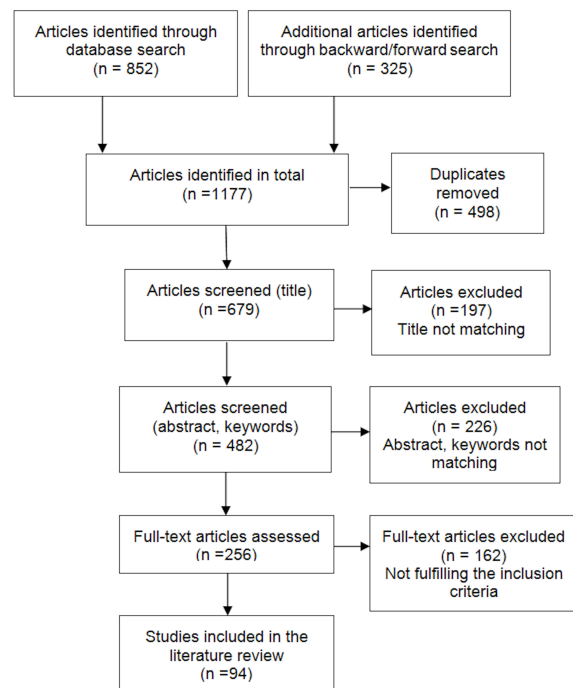 Articles identified through
database search
(n = 852)
Additional articles identified
through backward/forward search
(n = 325)
Articles identified in total
(n =1177)
Duplicates
removed
(n = 498)
Articles screened (title)
(n =679)
Articles excluded
(n =197)
Title not matching
Articles screened
(abstract, keywords)
(n = 482)
Articles excluded
(n = 226)
Abstract, keywords not
matching
Full-text articles assessed
(n =256)
Full-text articles excluded
(n = 162)
Not fulfilling the inclusion
criteria
Studies included in the
literature review
(n =94)